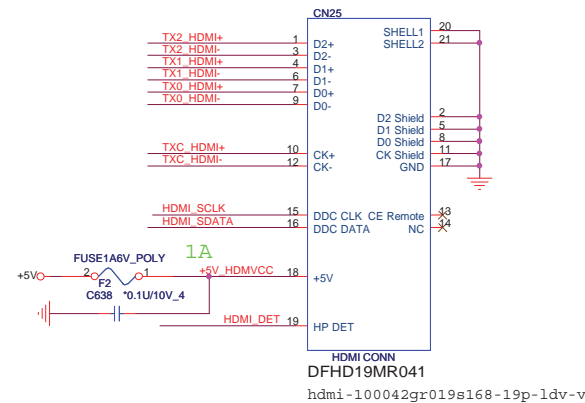 CN25
TX2_HDMI+ 1 D2+ SHELL1 20
TX2_HDMI- 3 D2- SHELL2 21
TX1_HDMI+ 4 D1+
TX1_HDMI- 6 D1-
TX0_HDMI+ 7 D0+
TX0_HDMI- 9 D0-
D2 Shield 2
D1 Shield 5
D0 Shield 8
TXC_HDMI+ 10 CK+ CK Shield 11
TXC_HDMI- 12 CK- GND 17
HDMI_SCLK 15 DDC CLK CE Remote 13
HDMI_SDATA 16 DDC DATA NC 14
1A
FUSE1A6V_POLY
+5V 2 1 +5V_HDMVCC 18 +5V
F2
C638 *0.1U/10V_4
HDMI_DET 19 HP DET
HDMI CONN
DFHD19MR041
hdmi-100042gr019s168-19p-ldv-v